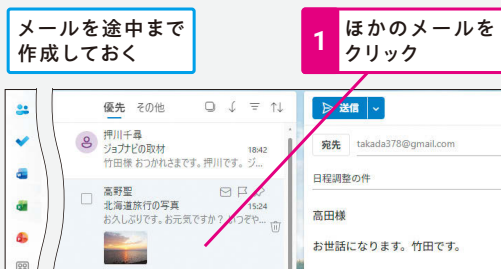 メールを途中まで
作成しておく
1 ほかのメールを
クリック
優先 その他
押川千尋
ジョブナビの取材 18:42
竹田様 おつかれさまです。押川です。ジ...
高野聖
北海道旅行の写真 15:24
お久しぶりです。お元気ですか？いつぞや...
送信
宛先 takada378@gmail.com
日程調整の件
高田様
お世話になります。竹田です。